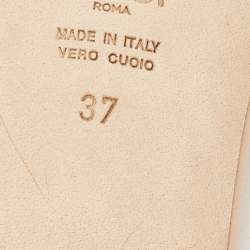 ROMA
MADE IN ITALY
VERO CUOIO
37